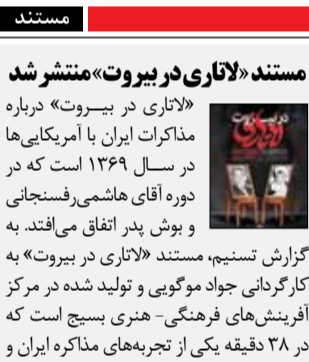 مستند
مستند «لاتاری در بیروت» منتشر شد
«لاتاری در بیروت» درباره
مذاکرات ایران با آمریکایی‌ها
در سال ۱۳۶۹ است که در
دوره آقای هاشمی‌رفسنجانی
و بوش پدر اتفاق می‌افتد. به
گزارش تسنیم، مستند «لاتاری در بیروت» به
کارگردانی جواد موگویی و تولید شده در مرکز
آفرینش‌های فرهنگی- هنری بسیج است که
در ۳۸ دقیقه یکی از تجربه‌های مذاکره ایران و
در بیروت
لاتاری